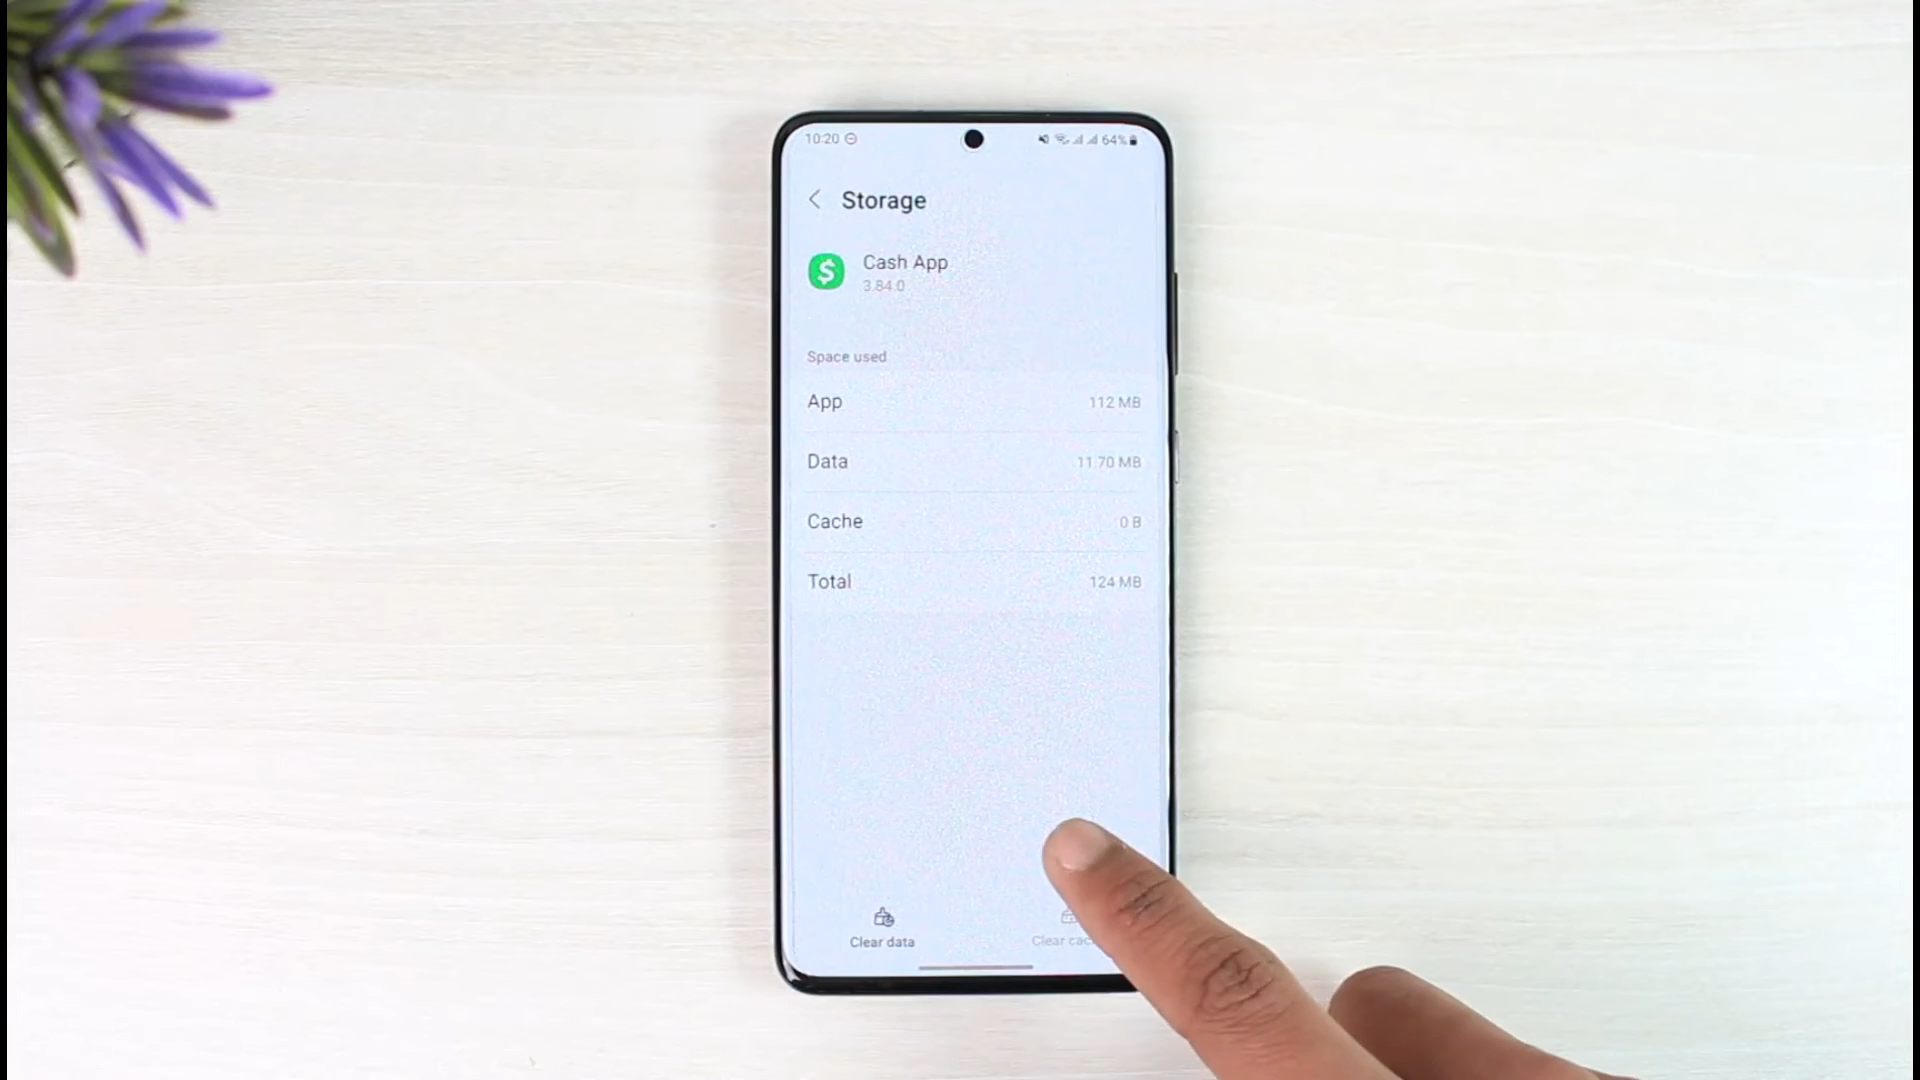 10:20 64%
Storage
$
Cash App
3.84.0
Space used
App 112 MB
Data 11.70 MB
Cache 0 B
Total 124 MB
Clear data Clear cac